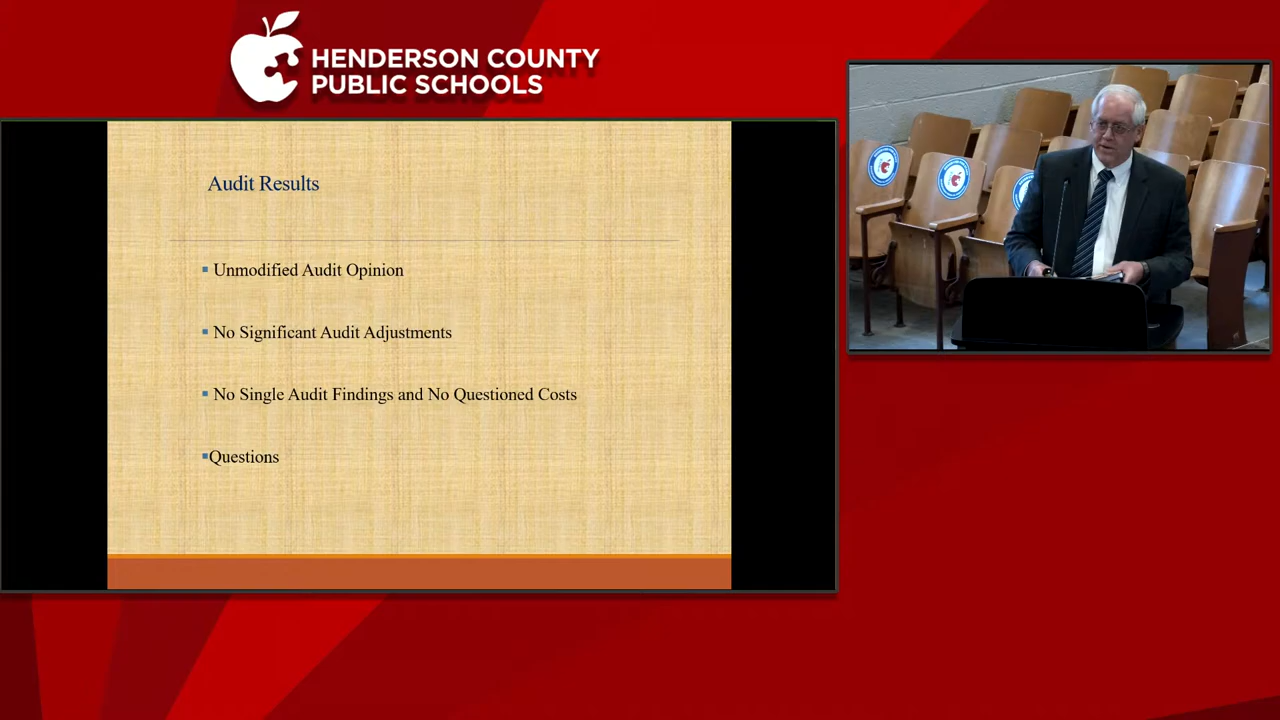 HENDERSON COUNTY
PUBLIC SCHOOLS
Audit Results
▪ Unmodified Audit Opinion
▪ No Significant Audit Adjustments
▪ No Single Audit Findings and No Questioned Costs
▪Questions